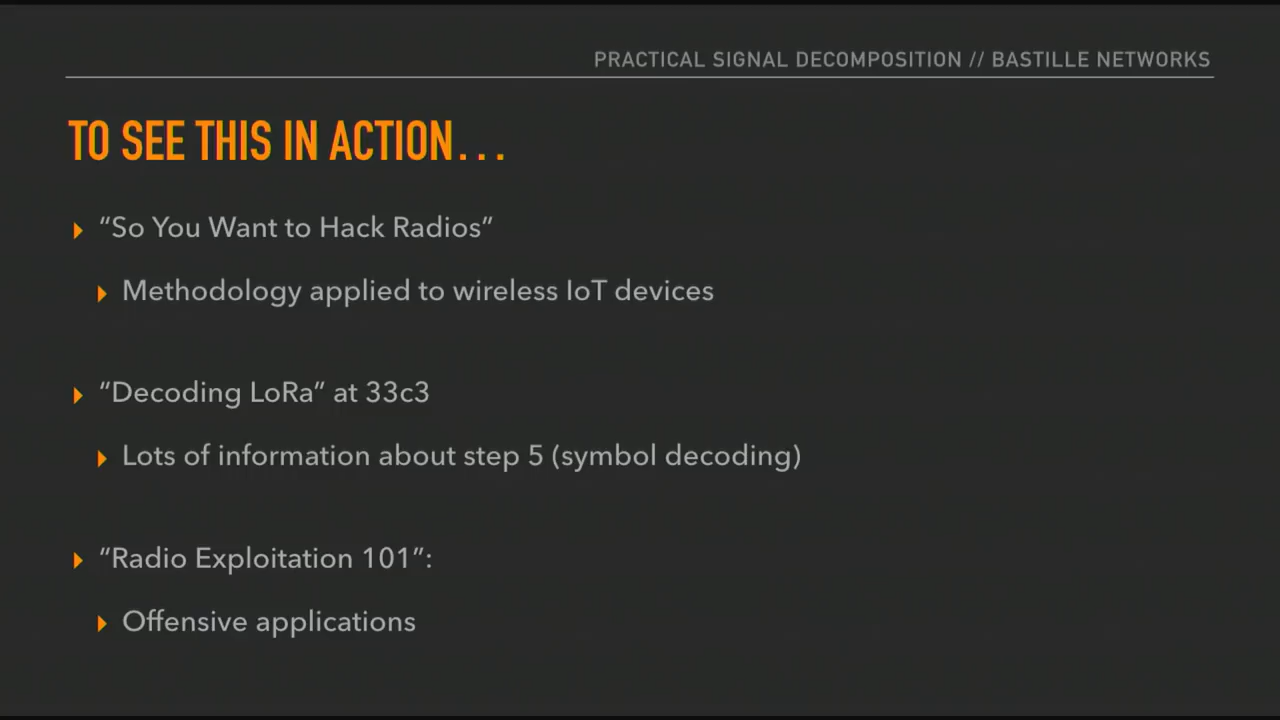 PRACTICAL SIGNAL DECOMPOSITION // BASTILLE NETWORKS
TO SEE THIS IN ACTION...
“So You Want to Hack Radios”
Methodology applied to wireless IoT devices
“Decoding LoRa” at 33c3
Lots of information about step 5 (symbol decoding)
“Radio Exploitation 101”:
Offensive applications